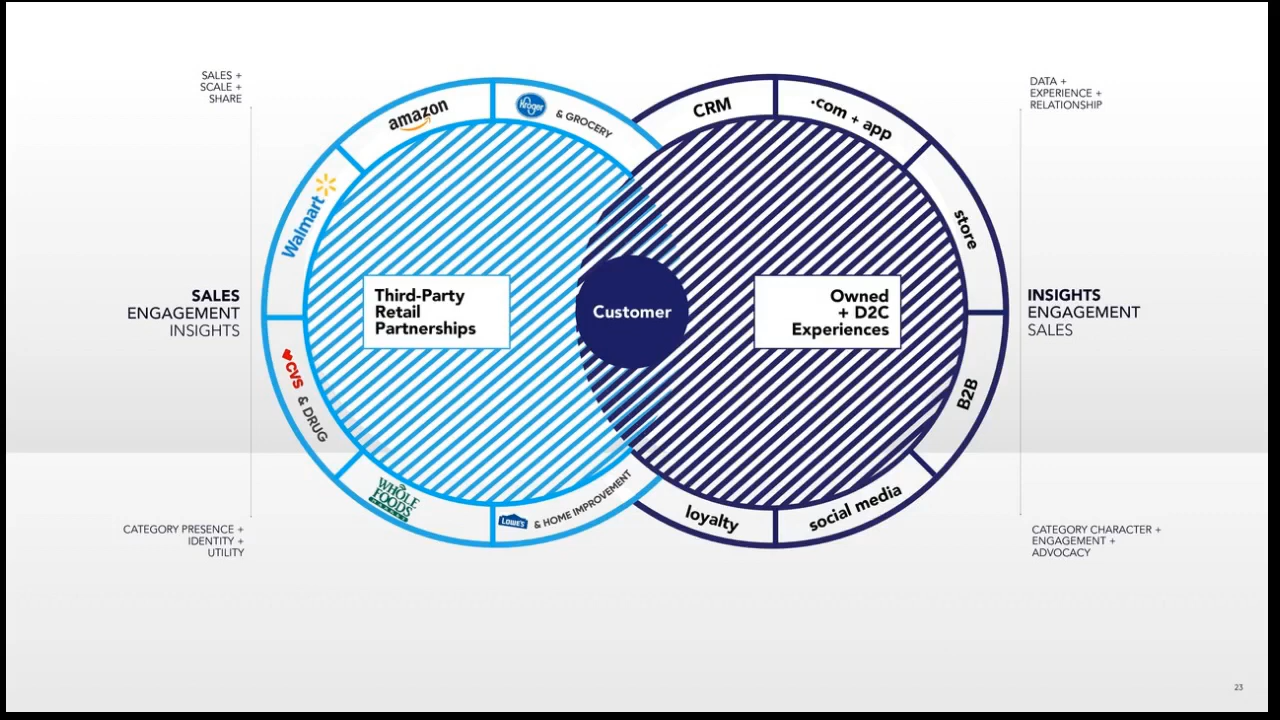 SALES +
SCALE +
SHARE
SALES
ENGAGEMENT
INSIGHTS
CATEGORY PRESENCE +
IDENTITY +
UTILITY
amazon
Kroger
& GROCERY
Walmart
CVS & DRUG
WHOLE
FOODS
MARKET
LOWE'S & HOME IMPROVEMENT
Third-Party
Retail
Partnerships
Customer
Owned
+ D2C
Experiences
CRM
.com + app
store
B2B
social media
loyalty
DATA +
EXPERIENCE +
RELATIONSHIP
INSIGHTS
ENGAGEMENT
SALES
CATEGORY CHARACTER +
ENGAGEMENT +
ADVOCACY
23